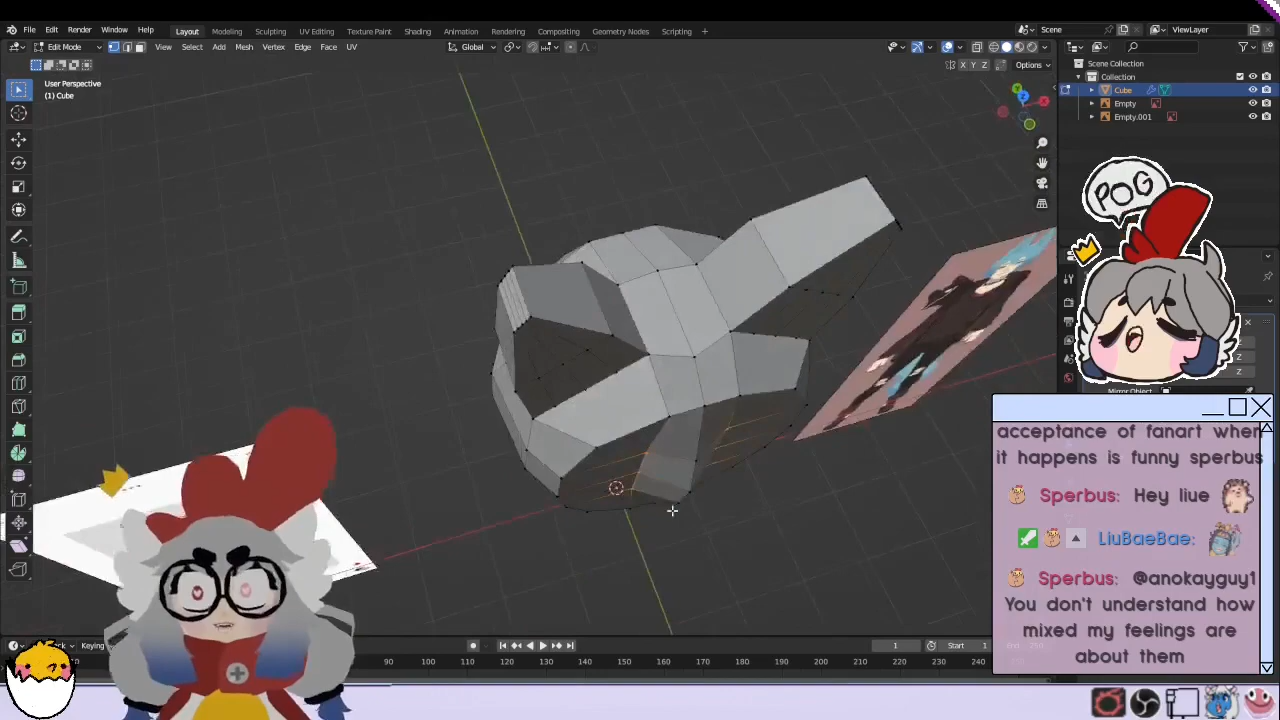 File Edit Render Window Help Layout Modeling Sculpting UV Editing Texture Paint Shading Animation Rendering Compositing Geometry Nodes Scripting + Scene ViewLayer
Edit Mode View Select Add Mesh Vertex Edge Face UV Global
X Y Z Options
User Perspective
(1) Cube
Scene Collection
Collection
Cube
Empty
Empty.001
POG
Z
Z
Mirror Object
acceptance of fanart when
it happens is funny sperbus
Sperbus: Hey liue
LiuBaeBae:
Sperbus: @anokayguy1
You don't understand how
mixed my feelings are
about them
Keying
1 Start 1
90 100 110 120 130 140 150 160 170 180 190 200 210 220 230 240